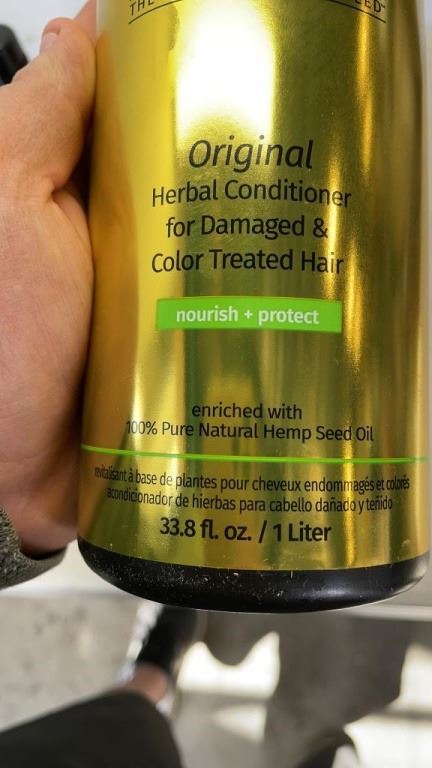 THE
Original
Herbal Conditioner
for Damaged &
Color Treated Hair
nourish + protect
enriched with
100% Pure Natural Hemp Seed Oil
revitalisant à base de plantes pour cheveux endommagés et colorés
acondicionador de hierbas para cabello dañado y teñido
33.8 fl. oz. / 1 Liter